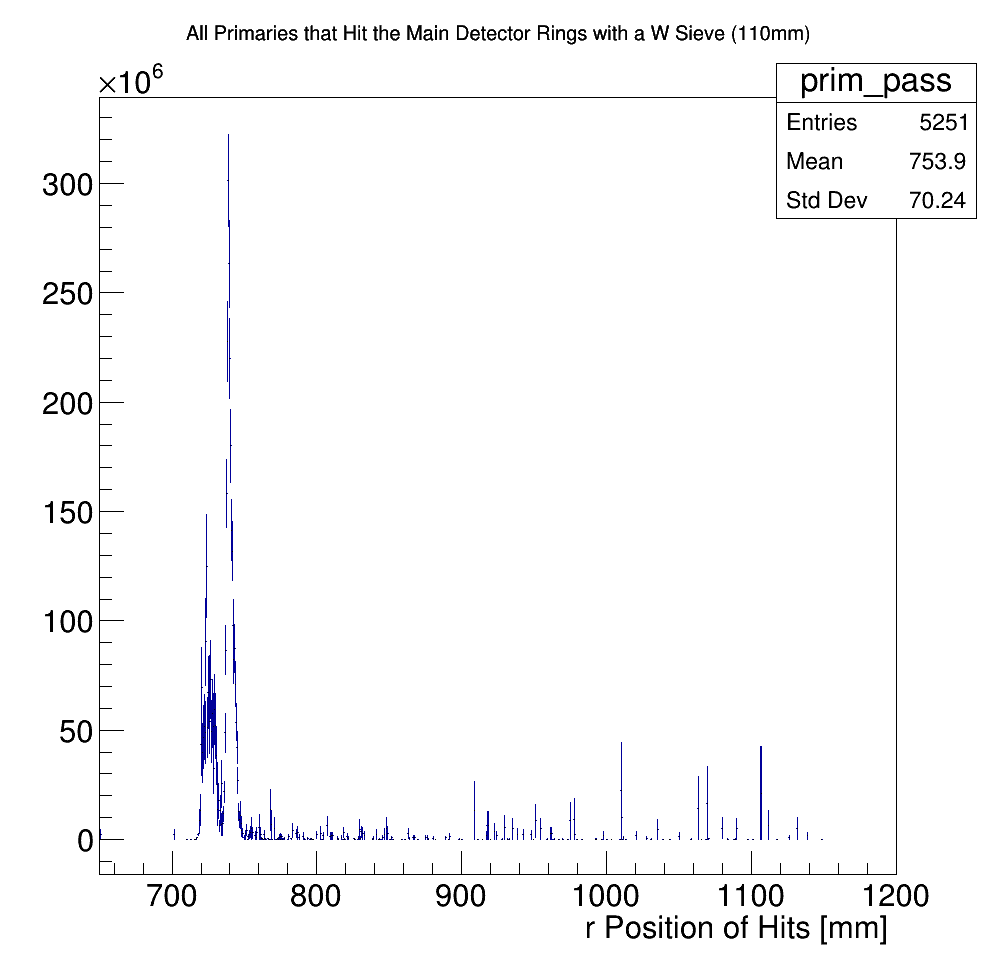 All Primaries that Hit the Main Detector Rings with a W Sieve (110mm)
×10⁶
prim_pass
Entries 5251
Mean 753.9
Std Dev 70.24
300
250
200
150
100
50
0
700 800 900 1000 1100 1200
r Position of Hits [mm]